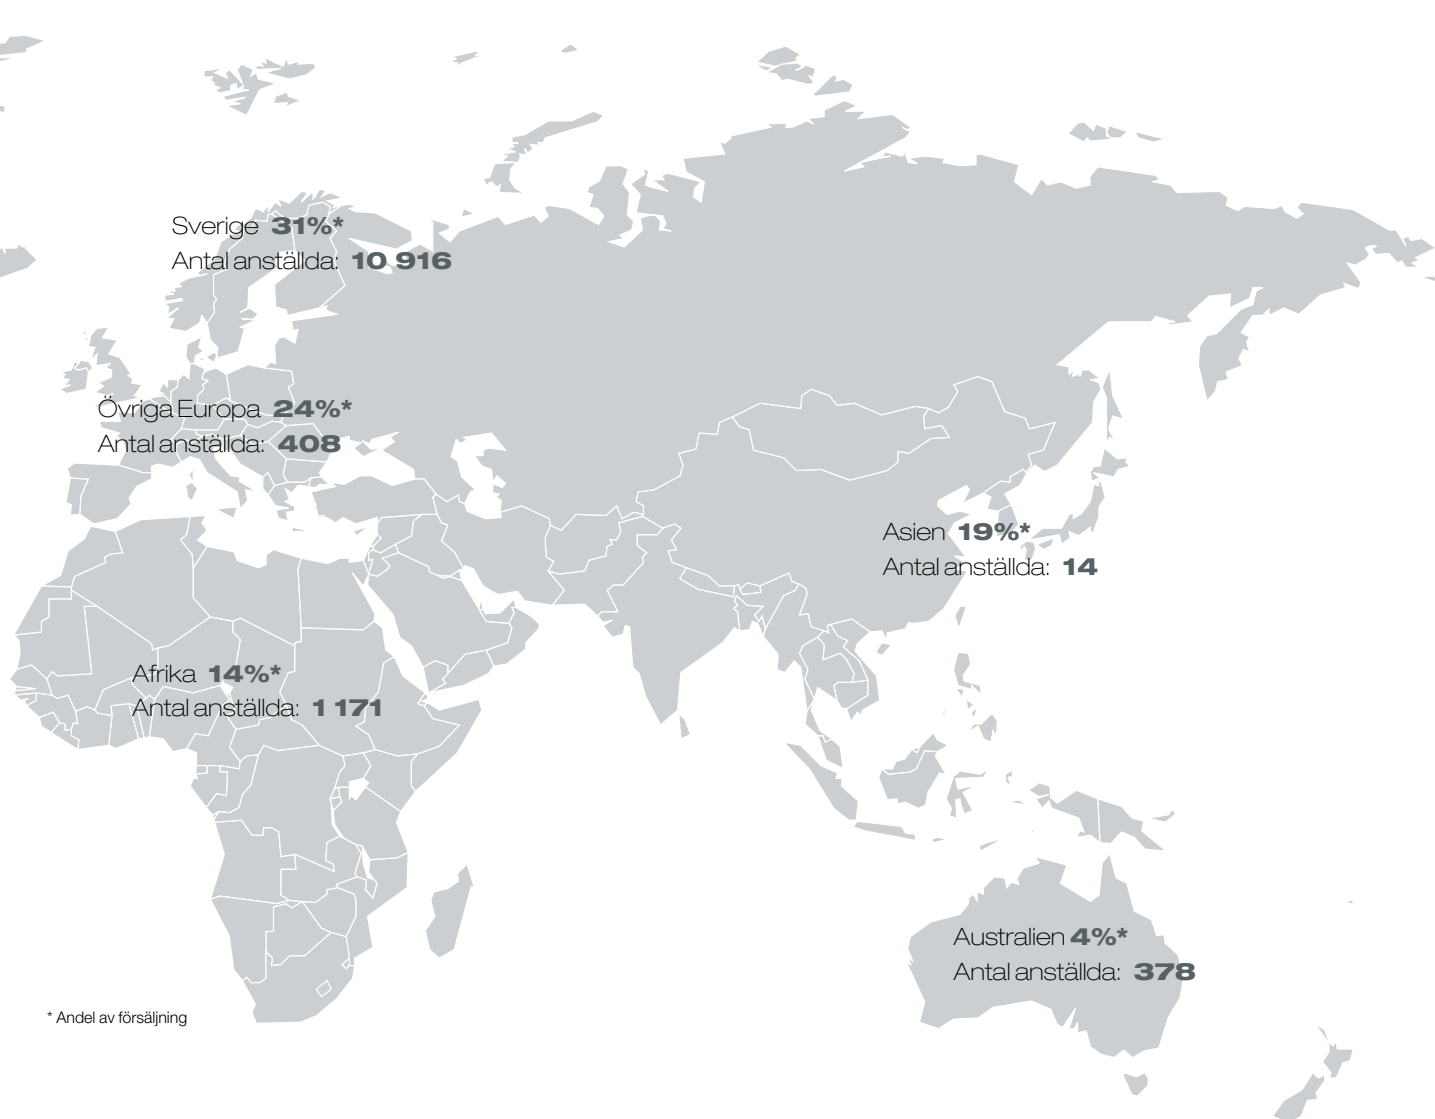 Sverige 31%*
Antal anställda: 10 916
Övriga Europa 24%*
Antal anställda: 408
Asien 19%*
Antal anställda: 14
Afrika 14%*
Antal anställda: 1 171
Australien 4%*
Antal anställda: 378
* Andel av försäljning